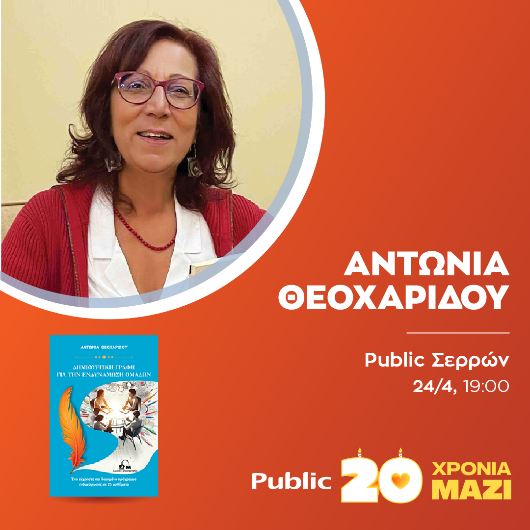 ΑΝΤΩΝΙΑ
ΘΕΟΧΑΡΙΔΟΥ
Public Σερρών
24/4, 19:00
ΑΝΤΩΝΙΑ ΘΕΟΧΑΡΙΔΟΥ
ΔΗΜΙΟΥΡΓΙΚΗ ΓΡΑΦΗ
ΓΙΑ ΤΗΝ ΕΝΔΥΝΑΜΩΣΗ ΟΜΑΔΩΝ
Public 20 ΧΡΟΝΙΑ
ΜΑΖΙ